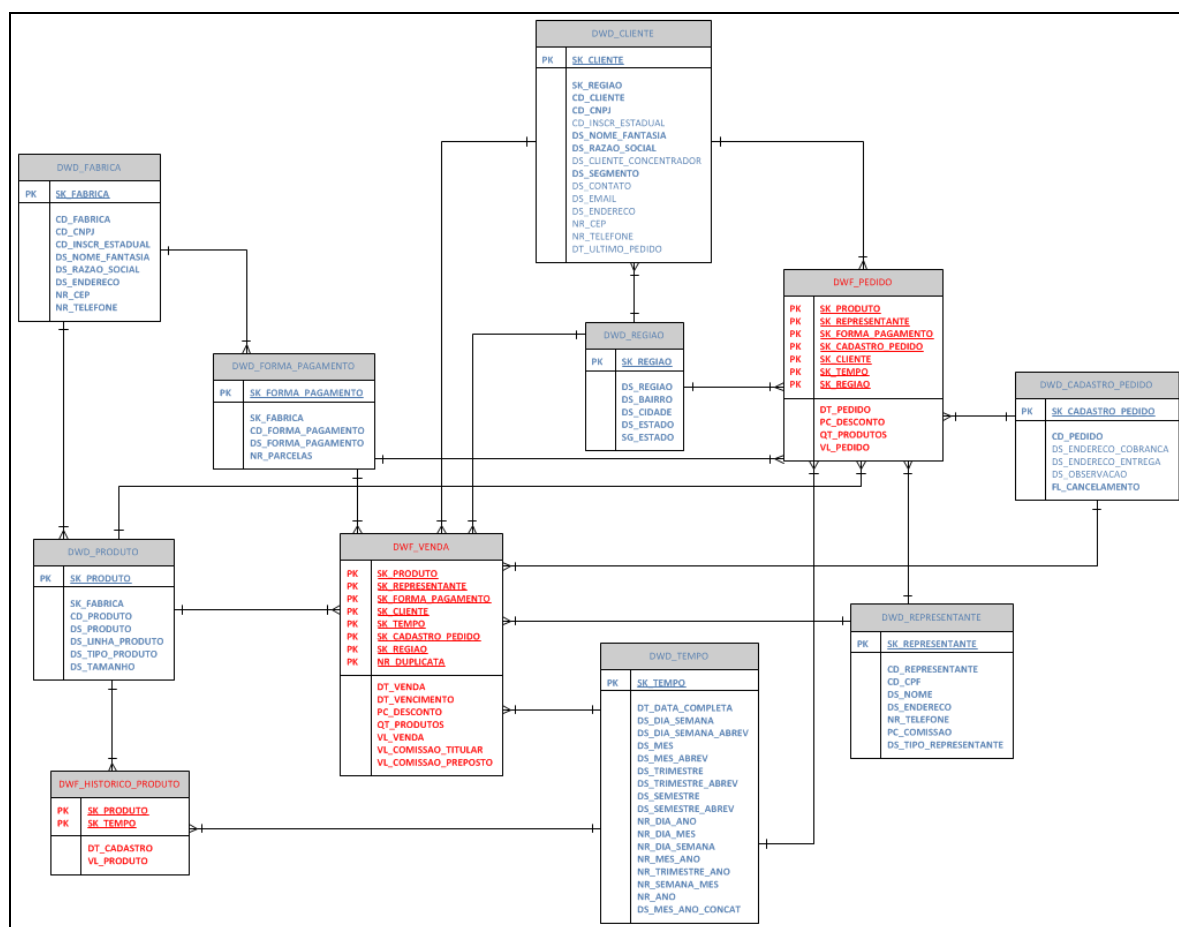 DWD_CLIENTE
PK SK_CLIENTE
SK_REGIAO
CD_CLIENTE
CD_CNPJ
CD_INSCR_ESTADUAL
DS_NOME_FANTASIA
DS_RAZAO_SOCIAL
DS_CLIENTE_CONCENTRADOR
DS_SEGMENTO
DS_CONTATO
DS_EMAIL
DS_ENDERECO
NR_CEP
NR_TELEFONE
DT_ULTIMO_PEDIDO
DWD_FABRICA
PK SK_FABRICA
CD_FABRICA
CD_CNPJ
CD_INSCR_ESTADUAL
DS_NOME_FANTASIA
DS_RAZAO_SOCIAL
DS_ENDERECO
NR_CEP
NR_TELEFONE
DWF_PEDIDO
PK SK_PRODUTO
PK SK_REPRESENTANTE
PK SK_FORMA_PAGAMENTO
PK SK_CADASTRO_PEDIDO
PK SK_CLIENTE
PK SK_TEMPO
PK SK_REGIAO
DT_PEDIDO
PC_DESCONTO
QT_PRODUTOS
VL_PEDIDO
DWD_REGIAO
PK SK_REGIAO
DS_REGIAO
DS_BAIRRO
DS_CIDADE
DS_ESTADO
SG_ESTADO
DWD_FORMA_PAGAMENTO
PK SK_FORMA_PAGAMENTO
SK_FABRICA
CD_FORMA_PAGAMENTO
DS_FORMA_PAGAMENTO
NR_PARCELAS
DWD_CADASTRO_PEDIDO
PK SK_CADASTRO_PEDIDO
CD_PEDIDO
DS_ENDERECO_COBRANCA
DS_ENDERECO_ENTREGA
DS_OBSERVACAO
FL_CANCELAMENTO
DWD_PRODUTO
PK SK_PRODUTO
SK_FABRICA
CD_PRODUTO
DS_PRODUTO
DS_LINHA_PRODUTO
DS_TIPO_PRODUTO
DS_TAMANHO
DWF_VENDA
PK SK_PRODUTO
PK SK_REPRESENTANTE
PK SK_FORMA_PAGAMENTO
PK SK_CLIENTE
PK SK_TEMPO
PK SK_CADASTRO_PEDIDO
PK SK_REGIAO
PK NR_DUPLICATA
DT_VENDA
DT_VENCIMENTO
PC_DESCONTO
QT_PRODUTOS
VL_VENDA
VL_COMISSAO_TITULAR
VL_COMISSAO_PREPOSTO
DWD_REPRESENTANTE
PK SK_REPRESENTANTE
CD_REPRESENTANTE
CD_CPF
DS_NOME
DS_ENDERECO
NR_TELEFONE
PC_COMISSAO
DS_TIPO_REPRESENTANTE
DWD_TEMPO
PK SK_TEMPO
DT_DATA_COMPLETA
DS_DIA_SEMANA
DS_DIA_SEMANA_ABREV
DS_MES
DS_MES_ABREV
DS_TRIMESTRE
DS_TRIMESTRE_ABREV
DS_SEMESTRE
DS_SEMESTRE_ABREV
NR_DIA_ANO
NR_DIA_MES
NR_DIA_SEMANA
NR_MES_ANO
NR_TRIMESTRE_ANO
NR_SEMANA_MES
NR_ANO
DS_MES_ANO_CONCAT
DWF_HISTORICO_PRODUTO
PK SK_PRODUTO
PK SK_TEMPO
DT_CADASTRO
VL_PRODUTO